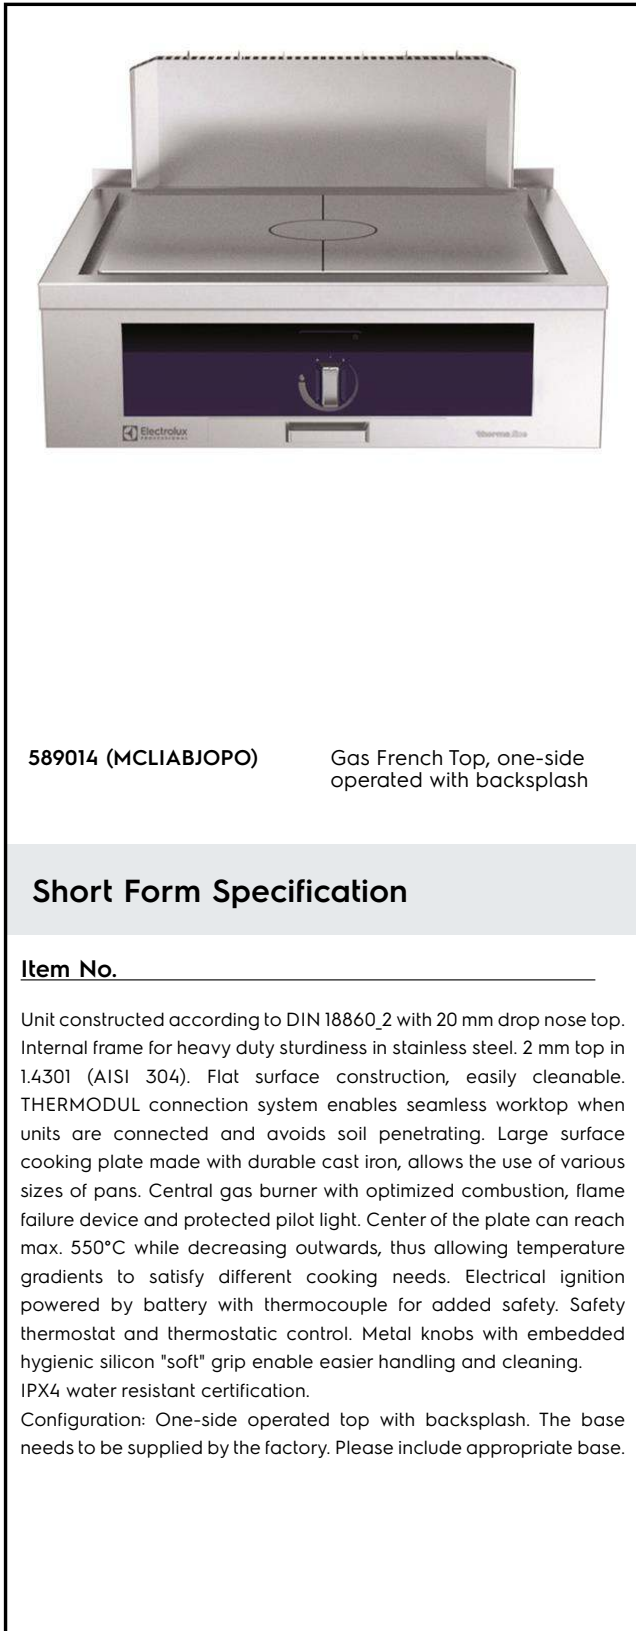 Electrolux
PROFESSIONAL
thermaline
589014 (MCLIABJOPO)
Gas French Top, one-side
operated with backsplash
Short Form Specification
Item No.
Unit constructed according to DIN 18860_2 with 20 mm drop nose top.
Internal frame for heavy duty sturdiness in stainless steel. 2 mm top in
1.4301 (AISI 304). Flat surface construction, easily cleanable.
THERMODUL connection system enables seamless worktop when
units are connected and avoids soil penetrating. Large surface
cooking plate made with durable cast iron, allows the use of various
sizes of pans. Central gas burner with optimized combustion, flame
failure device and protected pilot light. Center of the plate can reach
max. 550°C while decreasing outwards, thus allowing temperature
gradients to satisfy different cooking needs. Electrical ignition
powered by battery with thermocouple for added safety. Safety
thermostat and thermostatic control. Metal knobs with embedded
hygienic silicon "soft" grip enable easier handling and cleaning.
IPX4 water resistant certification.
Configuration: One-side operated top with backsplash. The base
needs to be supplied by the factory. Please include appropriate base.